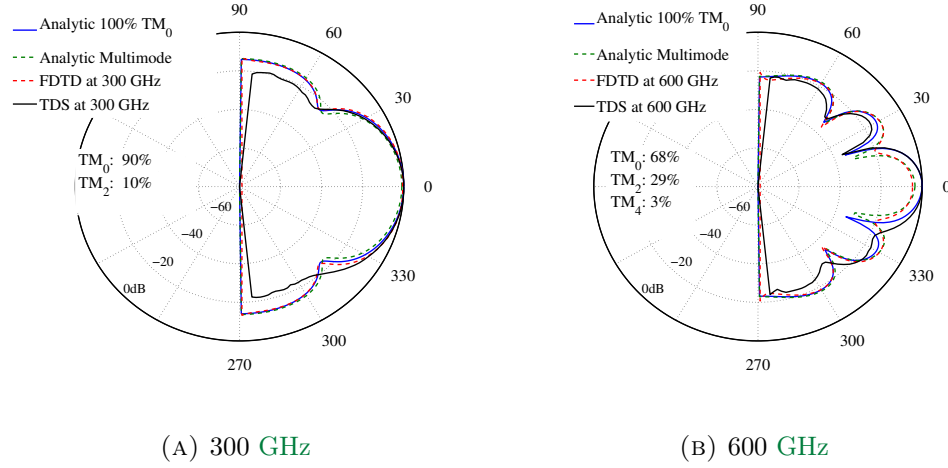 Analytic 100% TM0
Analytic Multimode
FDTD at 300 GHz
TDS at 300 GHz
TM0: 90%
TM2: 10%
90
60
30
0
330
300
270
−60
−40
−20
0dB
(A) 300 GHz
Analytic 100% TM0
Analytic Multimode
FDTD at 600 GHz
TDS at 600 GHz
TM0: 68%
TM2: 29%
TM4: 3%
90
60
30
0
330
300
270
−60
−40
−20
0dB
(B) 600 GHz